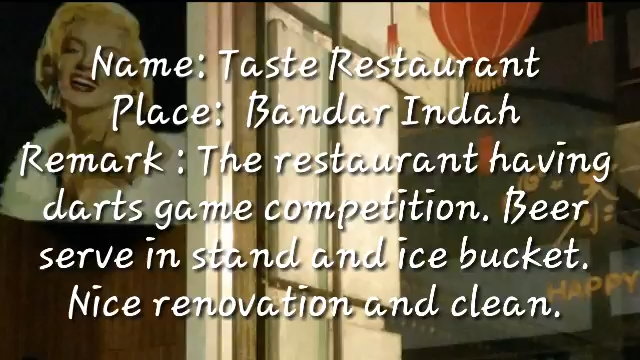 Name: Taste Restaurant
Place: Bandar Indah
Remark : The restaurant having
darts game competition. Beer
serve in stand and ice bucket.
Nice renovation and clean.
HAPPY